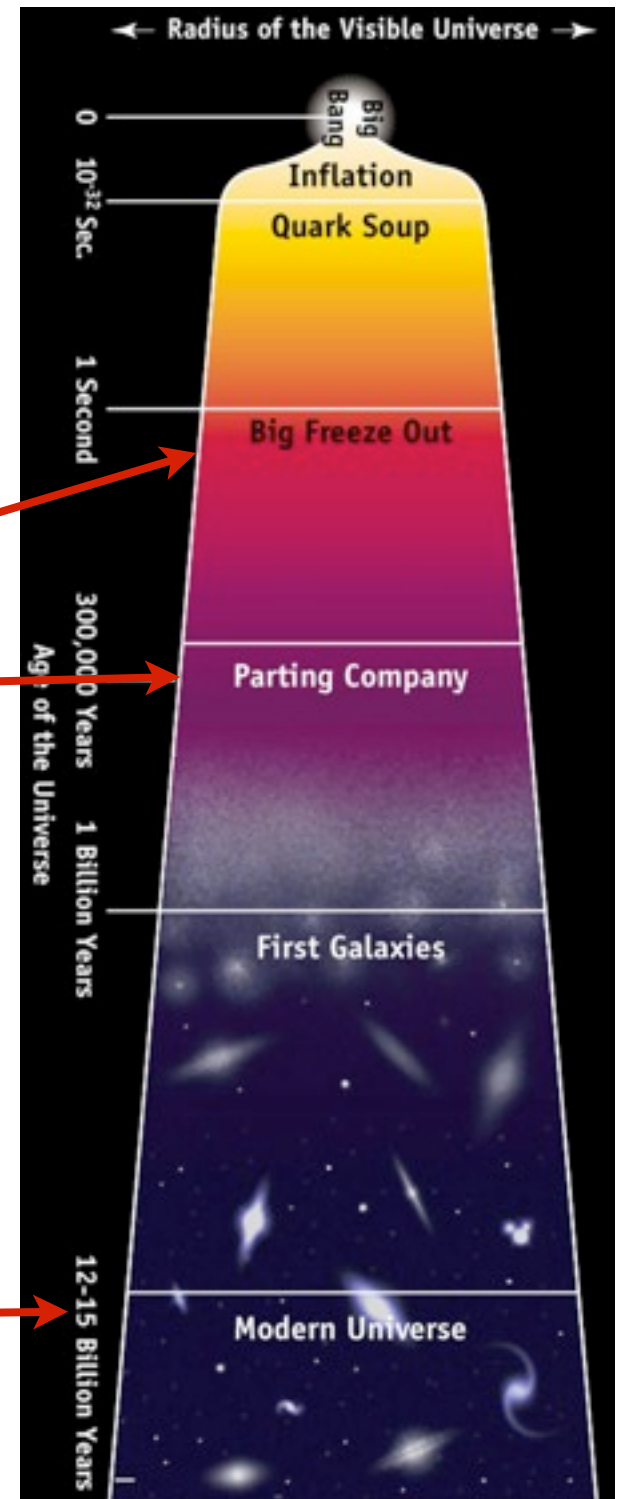 Radius of the Visible Universe
Big
Bang
0
Inflation
10-32 Sec.
Quark Soup
1 Second
Big Freeze Out
300,000 Years
Parting Company
Age of the Universe
1 Billion Years
First Galaxies
12-15 Billion Years
Modern Universe